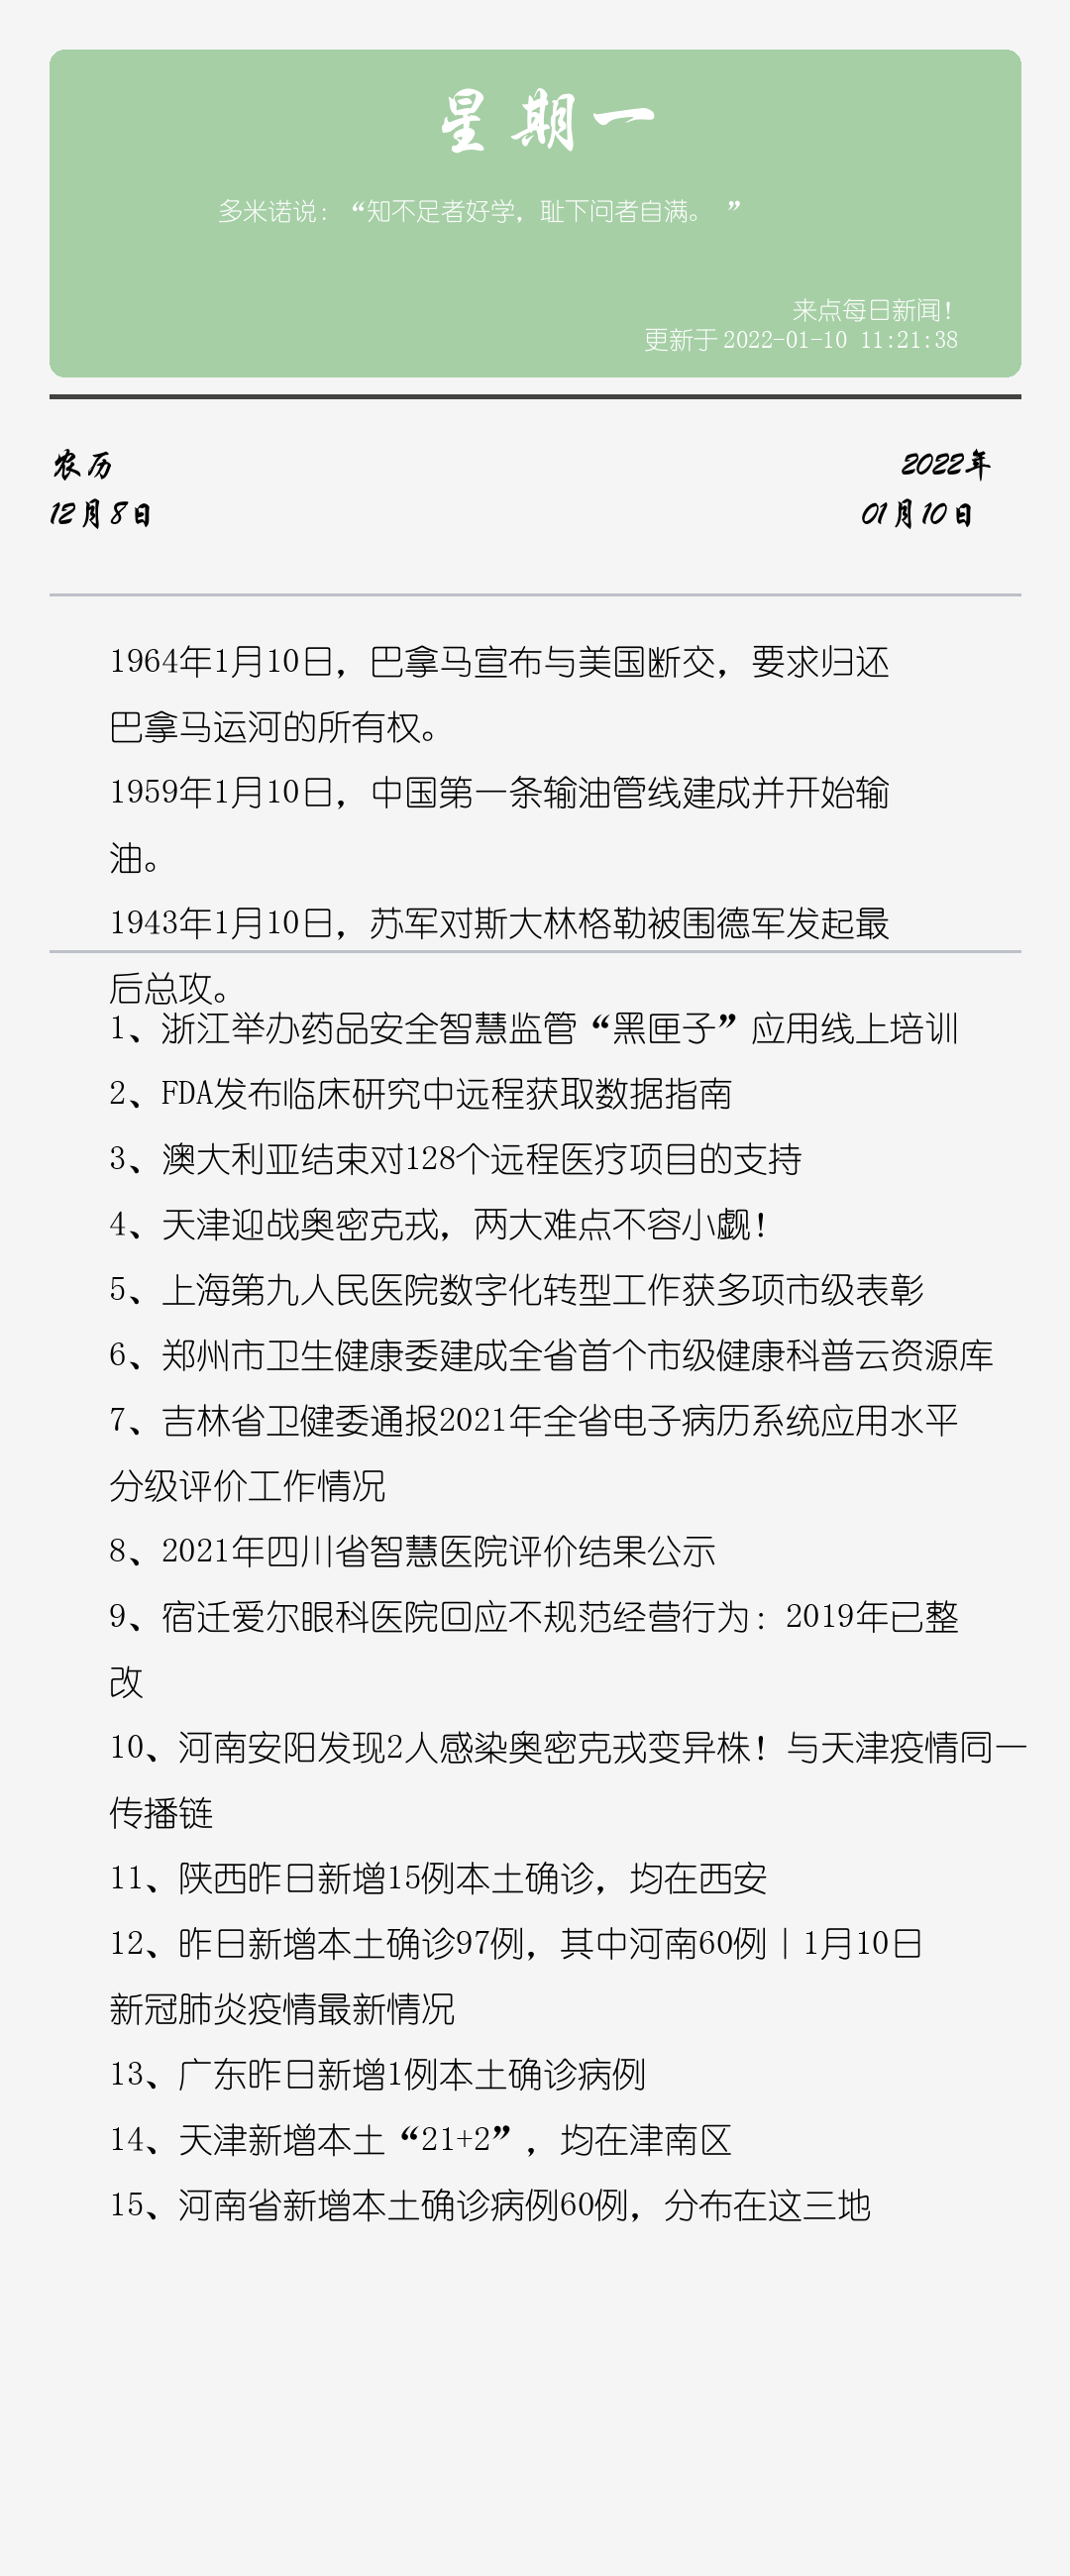 星期一
多米诺说：“知不足者好学，耻下问者自满。”
来点每日新闻！
更新于 2022-01-10 11:21:38
农历
2022年
12月8日
01月10日
1964年1月10日，巴拿马宣布与美国断交，要求归还
巴拿马运河的所有权。
1959年1月10日，中国第一条输油管线建成并开始输
油。
1943年1月10日，苏军对斯大林格勒被围德军发起最
后总攻。
1、浙江举办药品安全智慧监管“黑匣子”应用线上培训
2、FDA发布临床研究中远程获取数据指南
3、澳大利亚结束对128个远程医疗项目的支持
4、天津迎战奥密克戎，两大难点不容小觑！
5、上海第九人民医院数字化转型工作获多项市级表彰
6、郑州市卫生健康委建成全省首个市级健康科普云资源库
7、吉林省卫健委通报2021年全省电子病历系统应用水平
分级评价工作情况
8、2021年四川省智慧医院评价结果公示
9、宿迁爱尔眼科医院回应不规范经营行为：2019年已整
改
10、河南安阳发现2人感染奥密克戎变异株！与天津疫情同一
传播链
11、陕西昨日新增15例本土确诊，均在西安
12、昨日新增本土确诊97例，其中河南60例丨1月10日
新冠肺炎疫情最新情况
13、广东昨日新增1例本土确诊病例
14、天津新增本土“21+2”，均在津南区
15、河南省新增本土确诊病例60例，分布在这三地